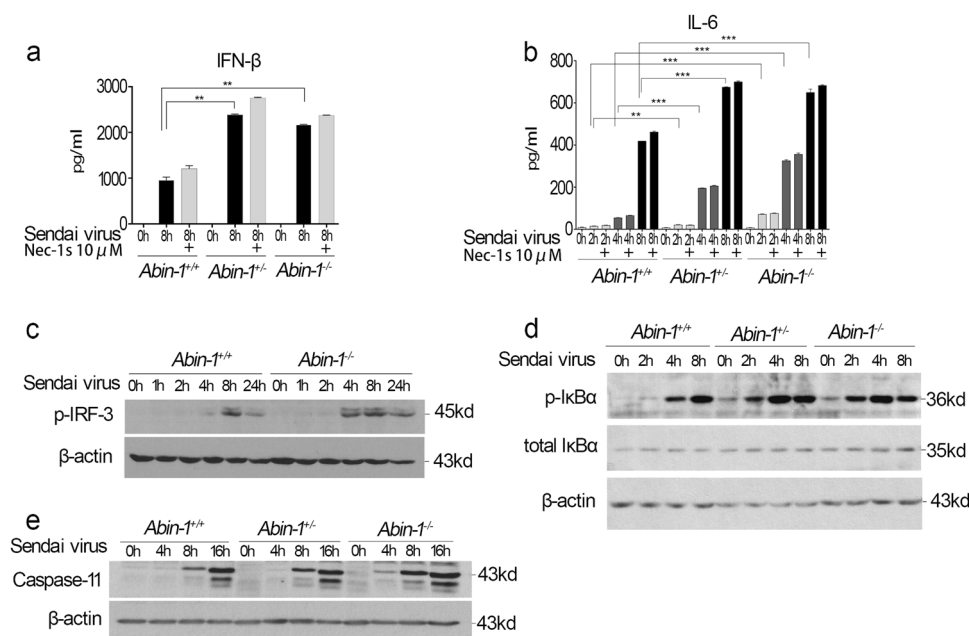 a
IFN-β
pg/ml
3000
2000
1000
0
Sendai virus 0h 8h 8h 0h 8h 8h 0h 8h 8h
Nec-1s 10 μM + + +
Abin-1+/+ Abin-1+/- Abin-1-/-
** **
b
IL-6
pg/ml
800
600
400
200
0
*** *** *** *** *** **
Sendai virus 0h 2h 2h 4h 4h 8h 8h 0h 2h 2h 4h 4h 8h 8h 0h 2h 2h 4h 4h 8h 8h
Nec-1s 10 μM + + + + + + + + +
Abin-1+/+ Abin-1+/- Abin-1-/-
c
Abin-1+/+ Abin-1-/-
Sendai virus 0h 1h 2h 4h 8h 24h 0h 1h 2h 4h 8h 24h
p-IRF-3 45kd
β-actin 43kd
d
Abin-1+/+ Abin-1+/- Abin-1-/-
Sendai virus 0h 2h 4h 8h 0h 2h 4h 8h 0h 2h 4h 8h
p-IκBα 36kd
total IκBα 35kd
β-actin 43kd
e
Abin-1+/+ Abin-1+/- Abin-1-/-
Sendai virus 0h 4h 8h 16h 0h 4h 8h 16h 0h 4h 8h 16h
Caspase-11 43kd
β-actin 43kd